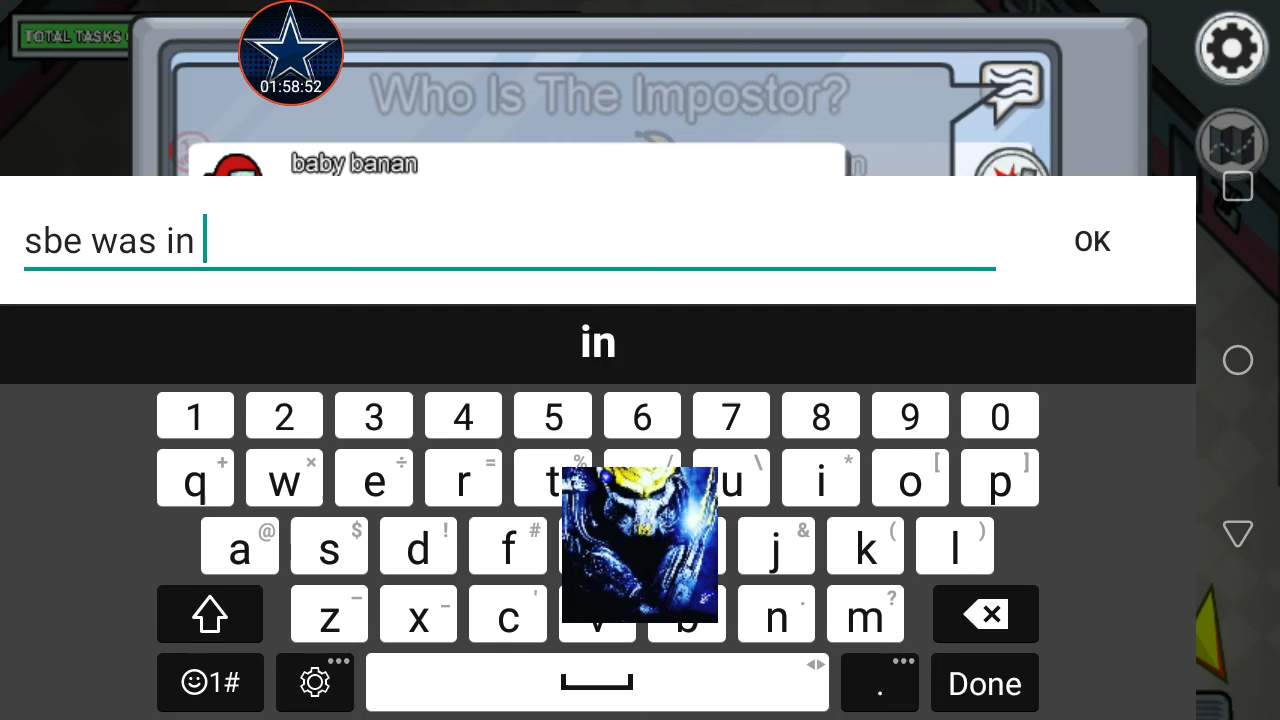 TOTAL TASKS
01:58:52
Who Is The Impostor?
baby banan
sbe was in
OK
in
1 2 3 4 5 6 7 8 9 0
q + w × e ÷ r = t % / u \ i * o [ p ]
a @ s $ d ! f # j & k ( l )
z – x _ c ' v b n . m ?
1# . Done